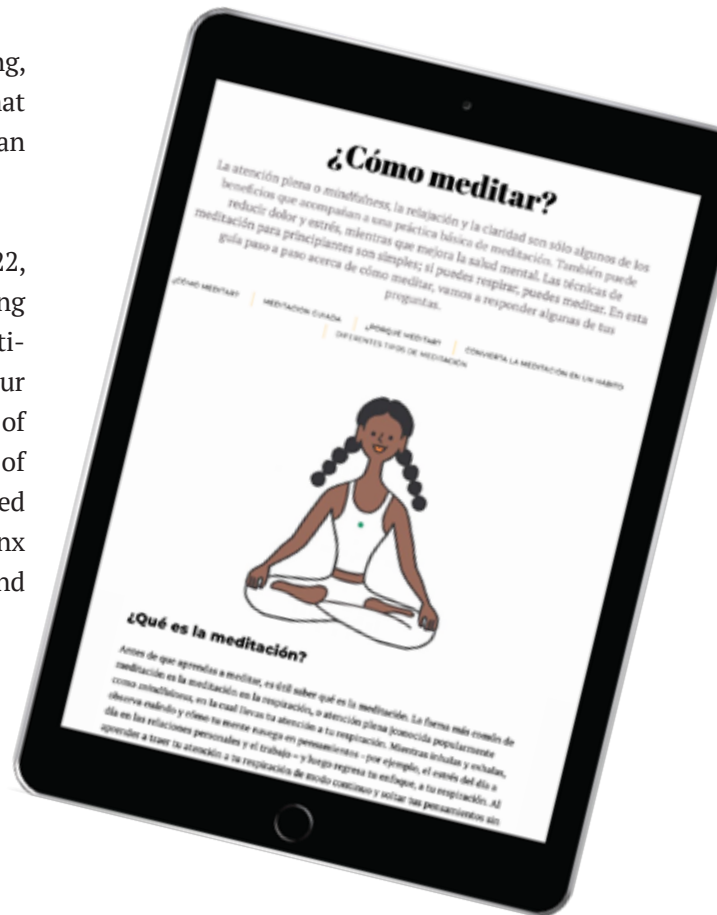 ng,
hat
an
22,
ng
ti-
ur
of
of
ed
nx
nd
¿Cómo meditar?
La atención plena o mindfulness, la relajación y la claridad son sólo algunos de los
beneficios que acompañan a una práctica básica de meditación. También puede
reducir dolor y estrés, mientras que mejora la salud mental. Las técnicas de
meditación para principiantes son simples; si puedes respirar, puedes meditar. En esta
guía paso a paso acerca de cómo meditar, vamos a responder algunas de tus
preguntas.
¿CÓMO MEDITAR? MEDITACIÓN GUIADA ¿PORQUE MEDITAR? CONVIERTA LA MEDITACIÓN EN UN HÁBITO
DIFERENTES TIPOS DE MEDITACIÓN
¿Qué es la meditación?
Antes de que aprendas a meditar, es útil saber qué es la meditación. La forma más común de
meditación es la meditación en la respiración, o atención plena (conocida popularmente
como mindfulness, en la cual llevas tu atención a tu respiración. Mientras inhalas y exhalas,
observa cuándo y cómo tu mente navega en pensamientos - por ejemplo, el estrés del día a
día en las relaciones personales y el trabajo – y luego regresa tu enfoque, a tu respiración. Al
aprender a traer tu atención a tu respiración de modo continuo y soltar tus pensamientos sin